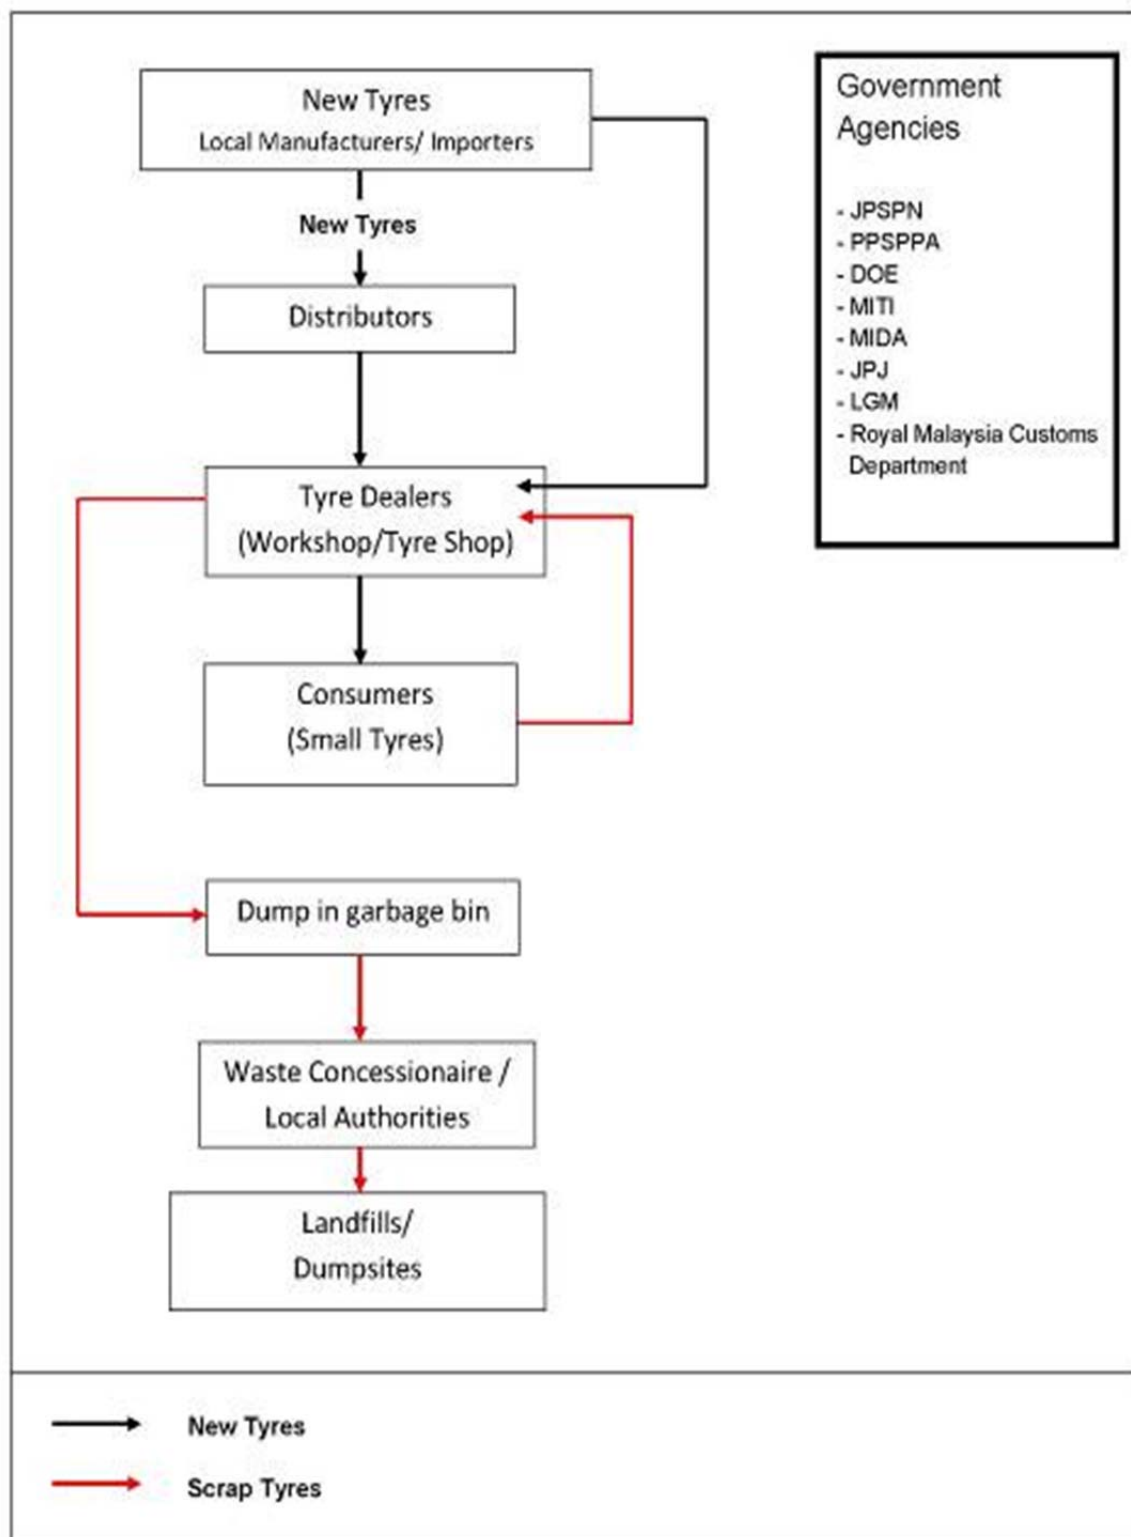 New Tyres
Local Manufacturers/ Importers
New Tyres
Distributors
Tyre Dealers
(Workshop/Tyre Shop)
Consumers
(Small Tyres)
Dump in garbage bin
Waste Concessionaire /
Local Authorities
Landfills/
Dumpsites
Government
Agencies
- JPSPN
- PPSPPA
- DOE
- MITI
- MIDA
- JPJ
- LGM
- Royal Malaysia Customs
Department
New Tyres
Scrap Tyres